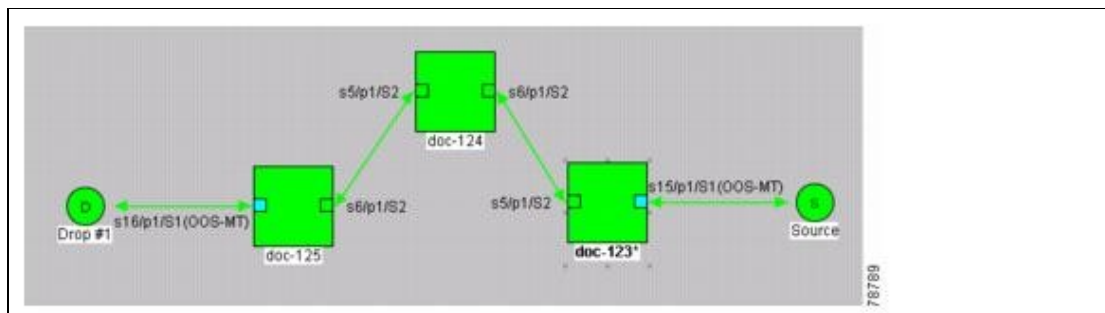 s5/p1/S2
s6/p1/S2
doc-124
D
s16/p1/S1(OOS-MT)
Drop #1
s6/p1/S2
doc-125
s5/p1/S2
s15/p1/S1(OOS-MT)
doc-123*
S
Source
78789